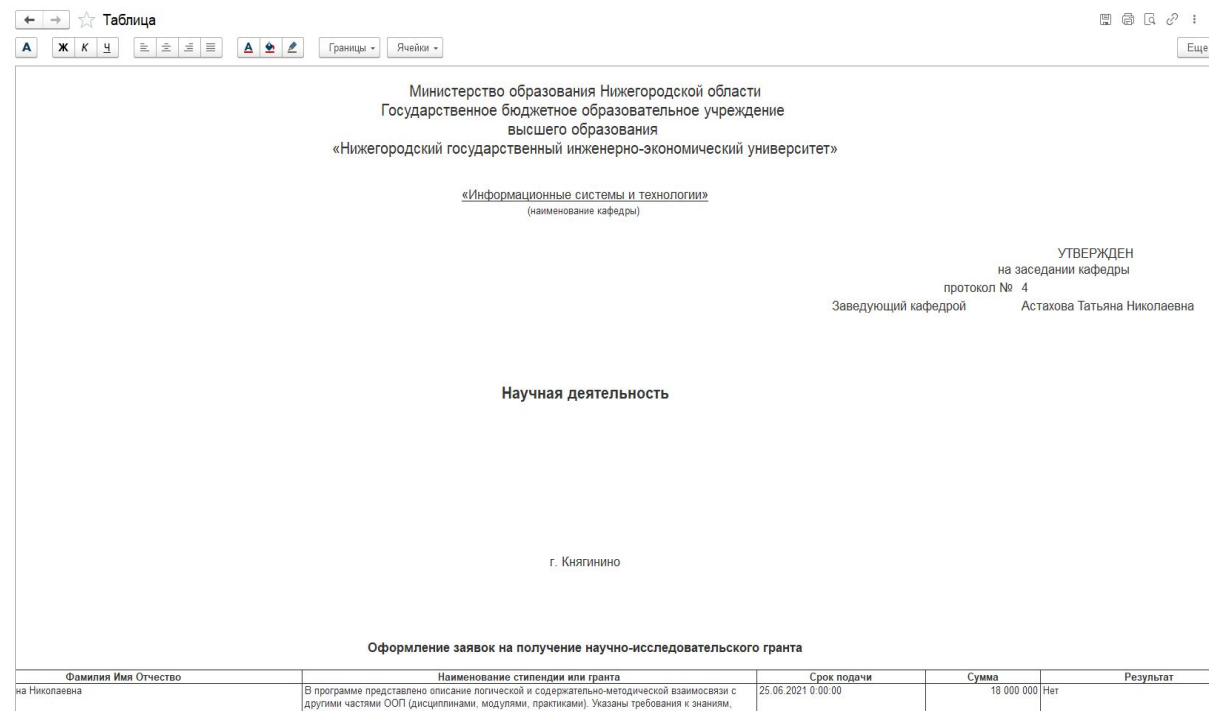 Таблица
А Ж К Ч А Границы Ячейки Еще
Министерство образования Нижегородской области
Государственное бюджетное образовательное учреждение
высшего образования
«Нижегородский государственный инженерно-экономический университет»
«Информационные системы и технологии»
(наименование кафедры)
УТВЕРЖДЕН
на заседании кафедры
протокол № 4
Заведующий кафедрой Астахова Татьяна Николаевна
Научная деятельность
г. Княгинино
Оформление заявок на получение научно-исследовательского гранта
Фамилия Имя Отчество Наименование стипендии или гранта Срок подачи Сумма Результат
на Николаевна В программе представлено описание логической и содержательно-методической взаимосвязи с 25.06.2021 0:00:00 18 000 000 Нет
другими частями ООП (дисциплинами, модулями, практиками). Указаны требования к знаниям,